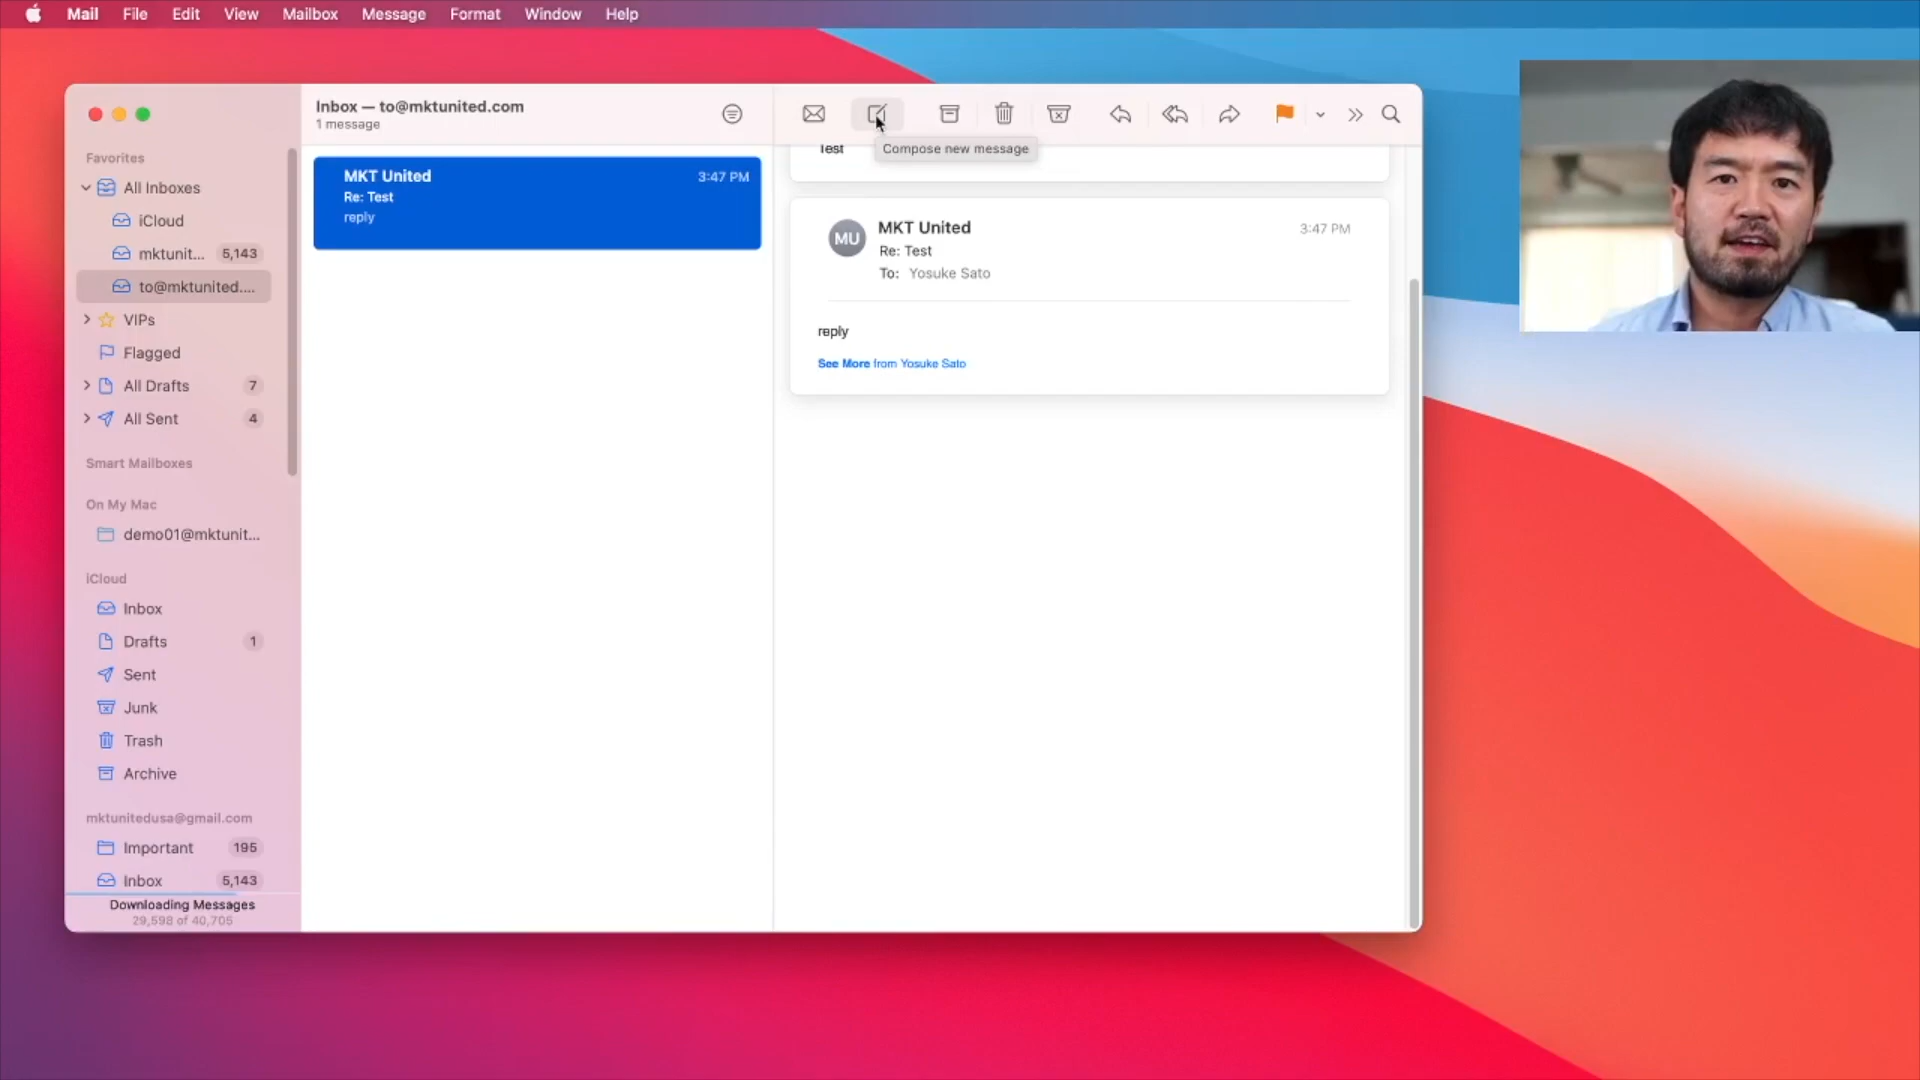 Mail File Edit View Mailbox Message Format Window Help
Inbox — to@mktunited.com
1 message
Compose new message
Favorites
All Inboxes
iCloud
mktunit... 5,143
to@mktunited....
VIPs
Flagged
All Drafts 7
All Sent 4
Smart Mailboxes
On My Mac
demo01@mktunit...
iCloud
Inbox
Drafts 1
Sent
Junk
Trash
Archive
mktunitedusa@gmail.com
Important 195
Inbox 5,143
Downloading Messages
29,598 of 40,705
MKT United 3:47 PM
Re: Test
reply
Test
MU
MKT United 3:47 PM
Re: Test
To: Yosuke Sato
reply
See More from Yosuke Sato